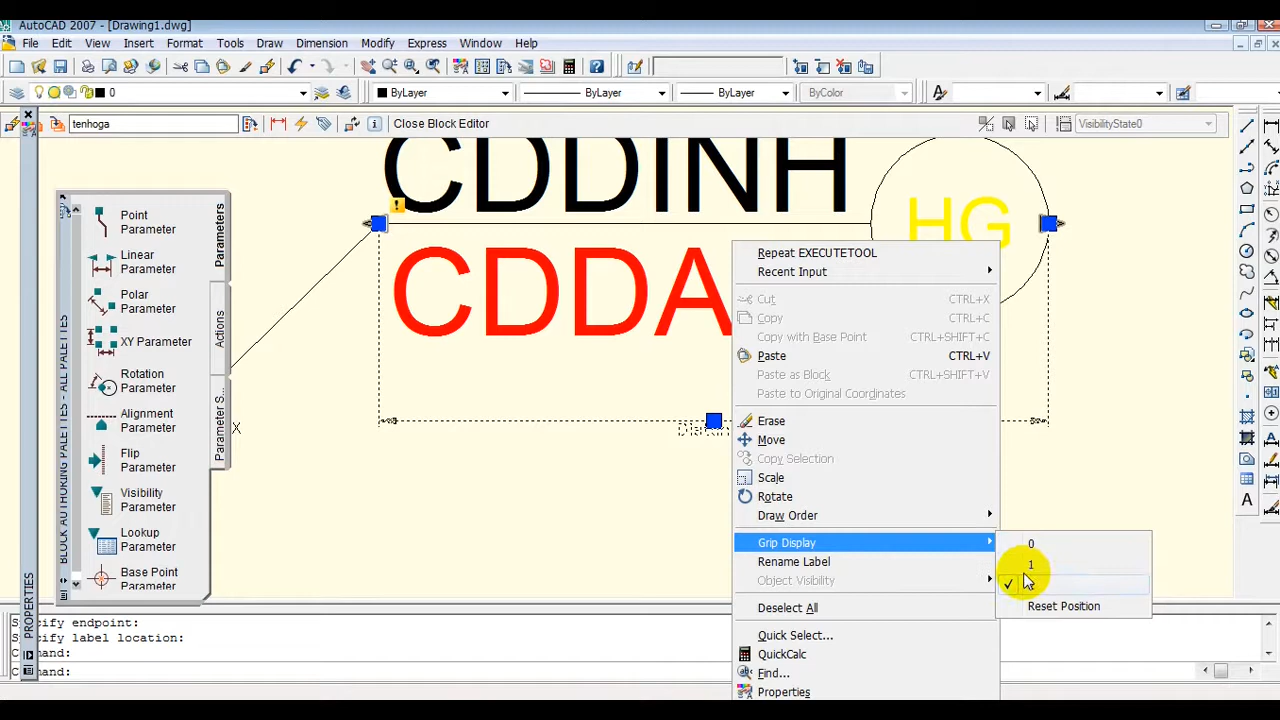 AutoCAD 2007 - [Drawing1.dwg]
File Edit View Insert Format Tools Draw Dimension Modify Express Window Help
0 ByLayer ByLayer ByLayer ByColor
tenhoga Close Block Editor VisibilityState0
CDDINH
HG
CDDA
Point
Parameter
Linear
Parameter
Polar
Parameter
XY Parameter
Rotation
Parameter
Alignment
Parameter
Flip
Parameter
Visibility
Parameter
Lookup
Parameter
Base Point
Parameter
Parameters
Actions
Parameter S...
BLOCK AUTHORING PALETTES - ALL PALETTES
PROPERTIES
X
Repeat EXECUTETOOL
Recent Input
Cut CTRL+X
Copy CTRL+C
Copy with Base Point CTRL+SHIFT+C
Paste CTRL+V
Paste as Block CTRL+SHIFT+V
Paste to Original Coordinates
Erase
Move
Copy Selection
Scale
Rotate
Draw Order
Grip Display
Rename Label
Object Visibility
Deselect All
Quick Select...
QuickCalc
Find...
Properties
0
1
Reset Position
Specify endpoint:
Specify label location:
Command:
Command: